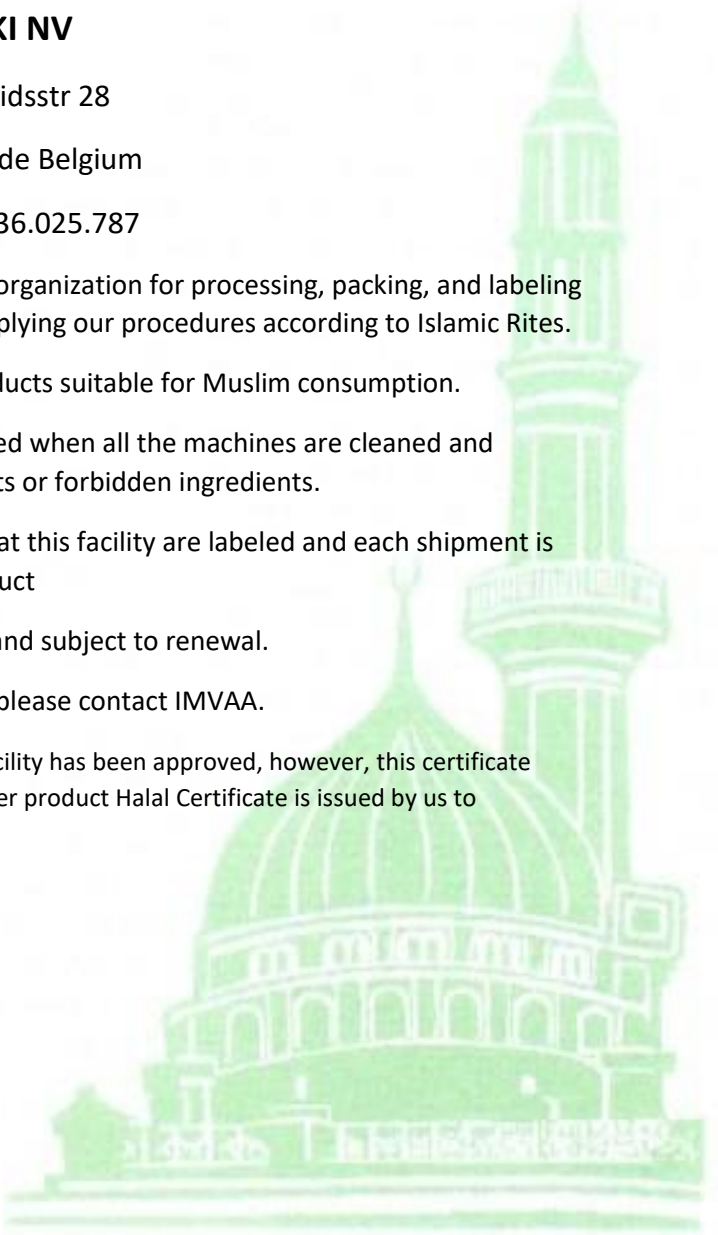 KI NV
idsstr 28
de Belgium
36.025.787
organization for processing, packing, and labeling
plying our procedures according to Islamic Rites.
ducts suitable for Muslim consumption.
ed when all the machines are cleaned and
ts or forbidden ingredients.
at this facility are labeled and each shipment is
uct
and subject to renewal.
please contact IMVAA.
cility has been approved, however, this certificate
er product Halal Certificate is issued by us to